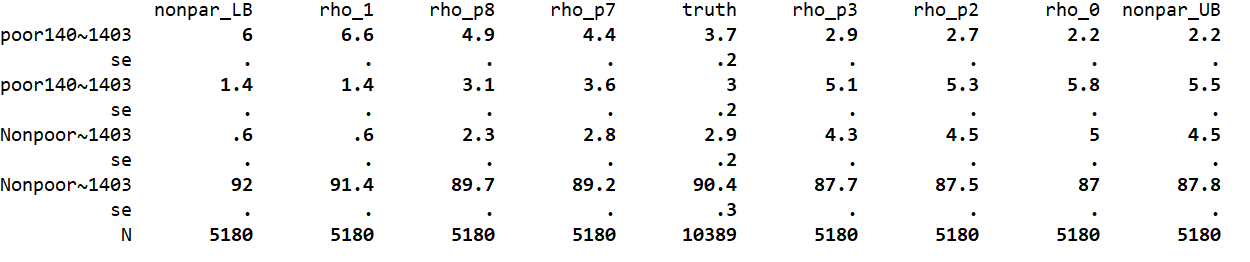 nonpar_LB rho_1 rho_p8 rho_p7 truth rho_p3 rho_p2 rho_0 nonpar_UB
poor140~1403 6 6.6 4.9 4.4 3.7 2.9 2.7 2.2 2.2
se . . . . .2 . . . .
poor140~1403 1.4 1.4 3.1 3.6 3 5.1 5.3 5.8 5.5
se . . . . .2 . . . .
Nonpoor~1403 .6 .6 2.3 2.8 2.9 4.3 4.5 5 4.5
se . . . . .2 . . . .
Nonpoor~1403 92 91.4 89.7 89.2 90.4 87.7 87.5 87 87.8
se . . . . .3 . . . .
N 5180 5180 5180 5180 10389 5180 5180 5180 5180